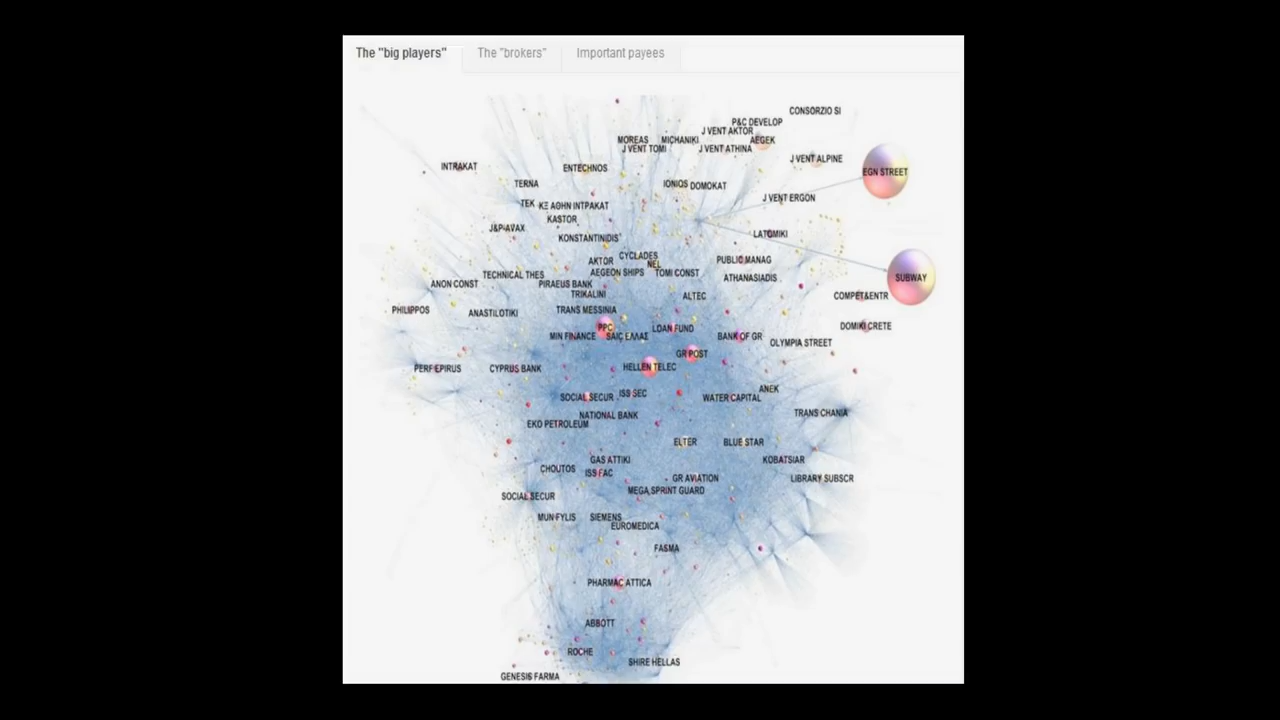 The "big players"
The "brokers"
Important payees
CONSORZIO SI
P&C DEVELOP
J VENT AKTOR
MOREAS
MICHANIKI
AEGEK
J VENT TOMI
J VENT ATHINA
J VENT ALPINE
INTRAKAT
ENTECHNOS
EGN STREET
TERNA
IONIOS
DOMOKAT
J VENT ERGON
TEK
ΚΞ ΑΘΗΝ ΙΝΤΡΑΚΑΤ
KASTOR
J&P-AVAX
LATOMIKI
KONSTANTINIDIS
CYCLADES
AKTOR
NEL
PUBLIC MANAG
TECHNICAL THES
AEGEON SHIPS
TOMI CONST
ATHANASIADIS
SUBWAY
ANON CONST
PIRAEUS BANK
TRIKALINI
ALTEC
COMPET&ENTR
PHILIPPOS
ANASTILOTIKI
TRANS MESSINIA
PPC
LOAN FUND
DOMIKI CRETE
MIN FINANCE
BANK OF GR
OLYMPIA STREET
GR POST
PERF EPIRUS
CYPRUS BANK
HELLEN TELEC
SOCIAL SECUR
ISS SEC
WATER CAPITAL
ANEK
NATIONAL BANK
TRANS CHANIA
EKO PETROLEUM
ELTER
BLUE STAR
GAS ATTIKI
KOBATSIAR
CHOUTOS
ISS FAC
GR AVIATION
LIBRARY SUBSCR
MEGA SPRINT GUARD
SOCIAL SECUR
MUN FYLIS
SIEMENS
EUROMEDICA
FASMA
PHARMAC ATTICA
ABBOTT
ROCHE
SHIRE HELLAS
GENESIS FARMA